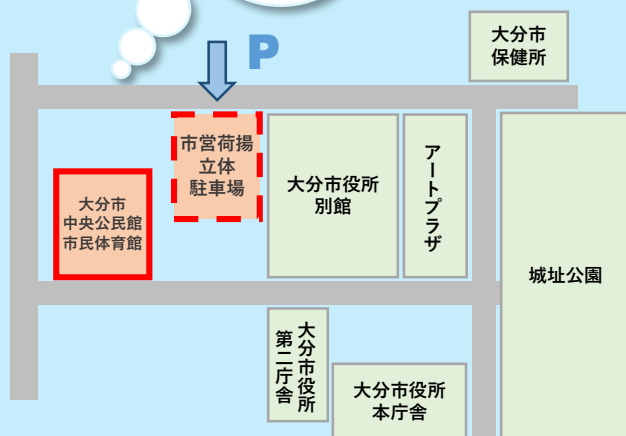 P
大分市
保健所
市営荷揚
立体
駐車場
大分市役所
別館
アートプラザ
大分市
中央公民館
市民体育館
城址公園
大分市役所
第二庁舎
大分市役所
本庁舎